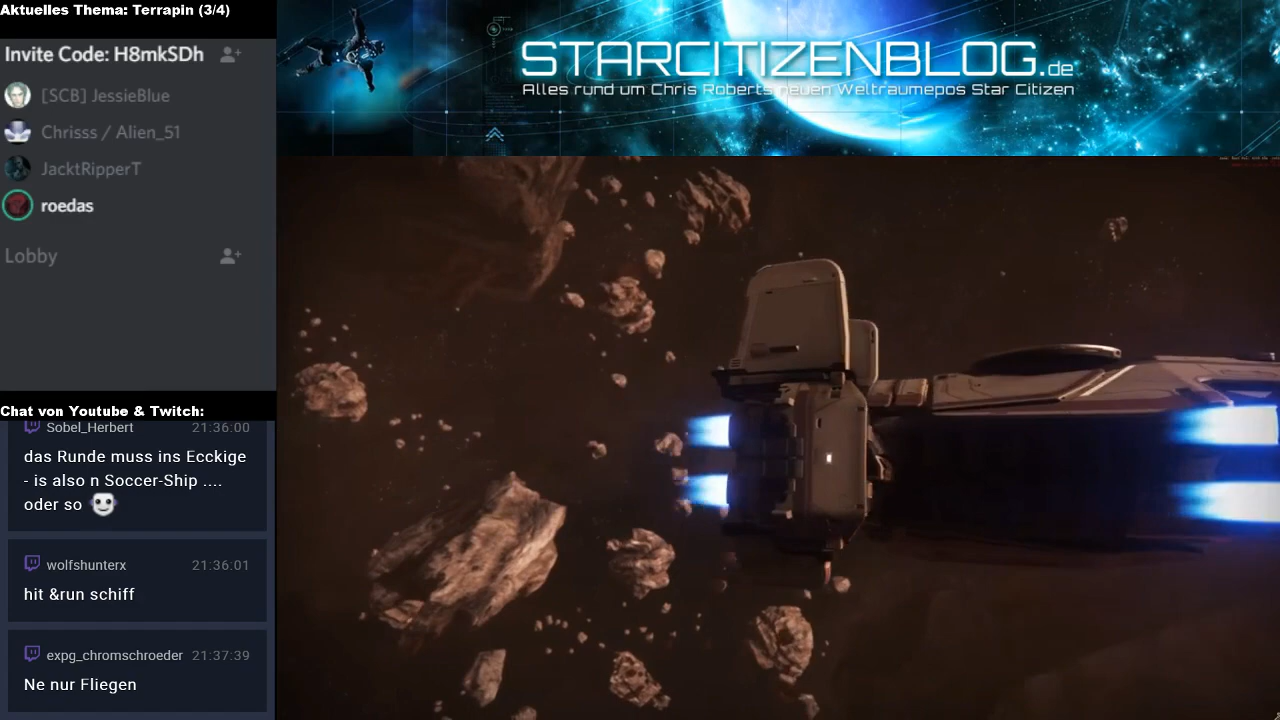 Aktuelles Thema: Terrapin (3/4)
Invite Code: H8mkSDh
[SCB] JessieBlue
Chrisss / Alien_51
JacktRipperT
roedas
Lobby
Chat von Youtube & Twitch:
Sobel_Herbert 21:36:00
das Runde muss ins Ecckige
- is also n Soccer-Ship ....
oder so
wolfshunterx 21:36:01
hit &run schiff
expg_chromschroeder 21:37:39
Ne nur Fliegen
STARCITIZENBLOG.de
Alles rund um Chris Roberts neuen Weltraumepos Star Citizen